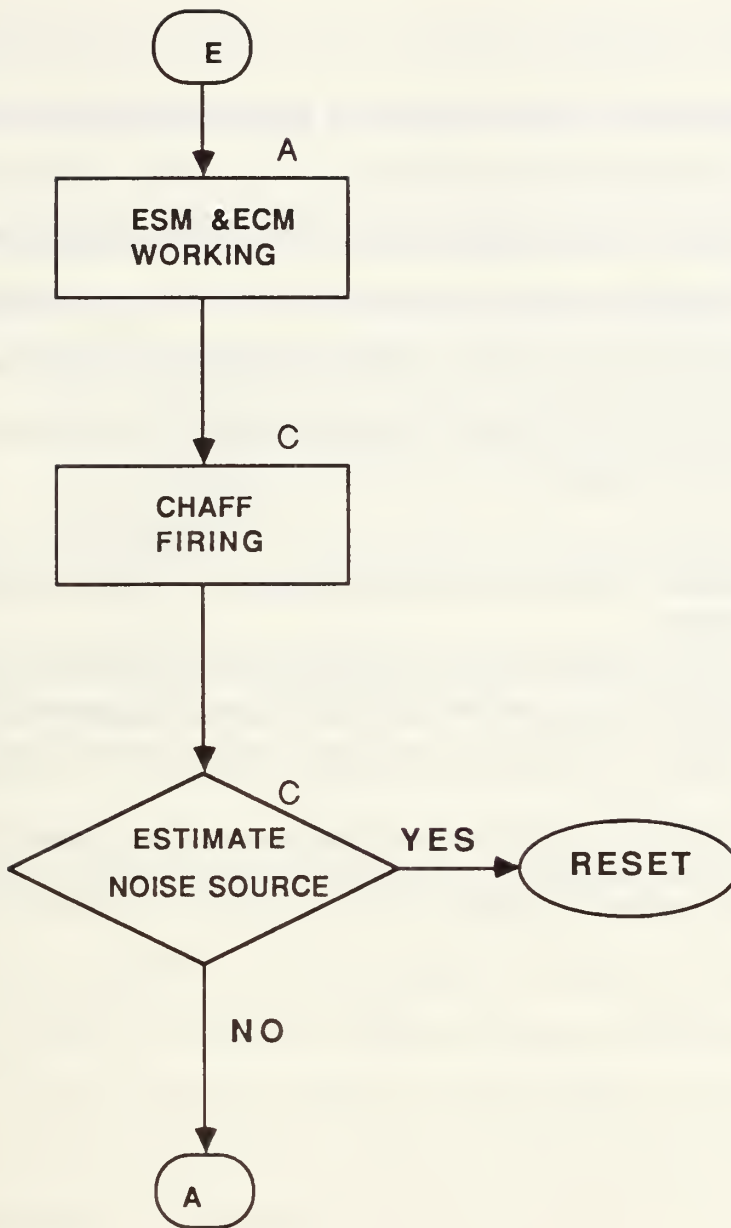 E
A
ESM &ECM
WORKING
C
CHAFF
FIRING
C
ESTIMATE
NOISE SOURCE
YES
RESET
NO
A